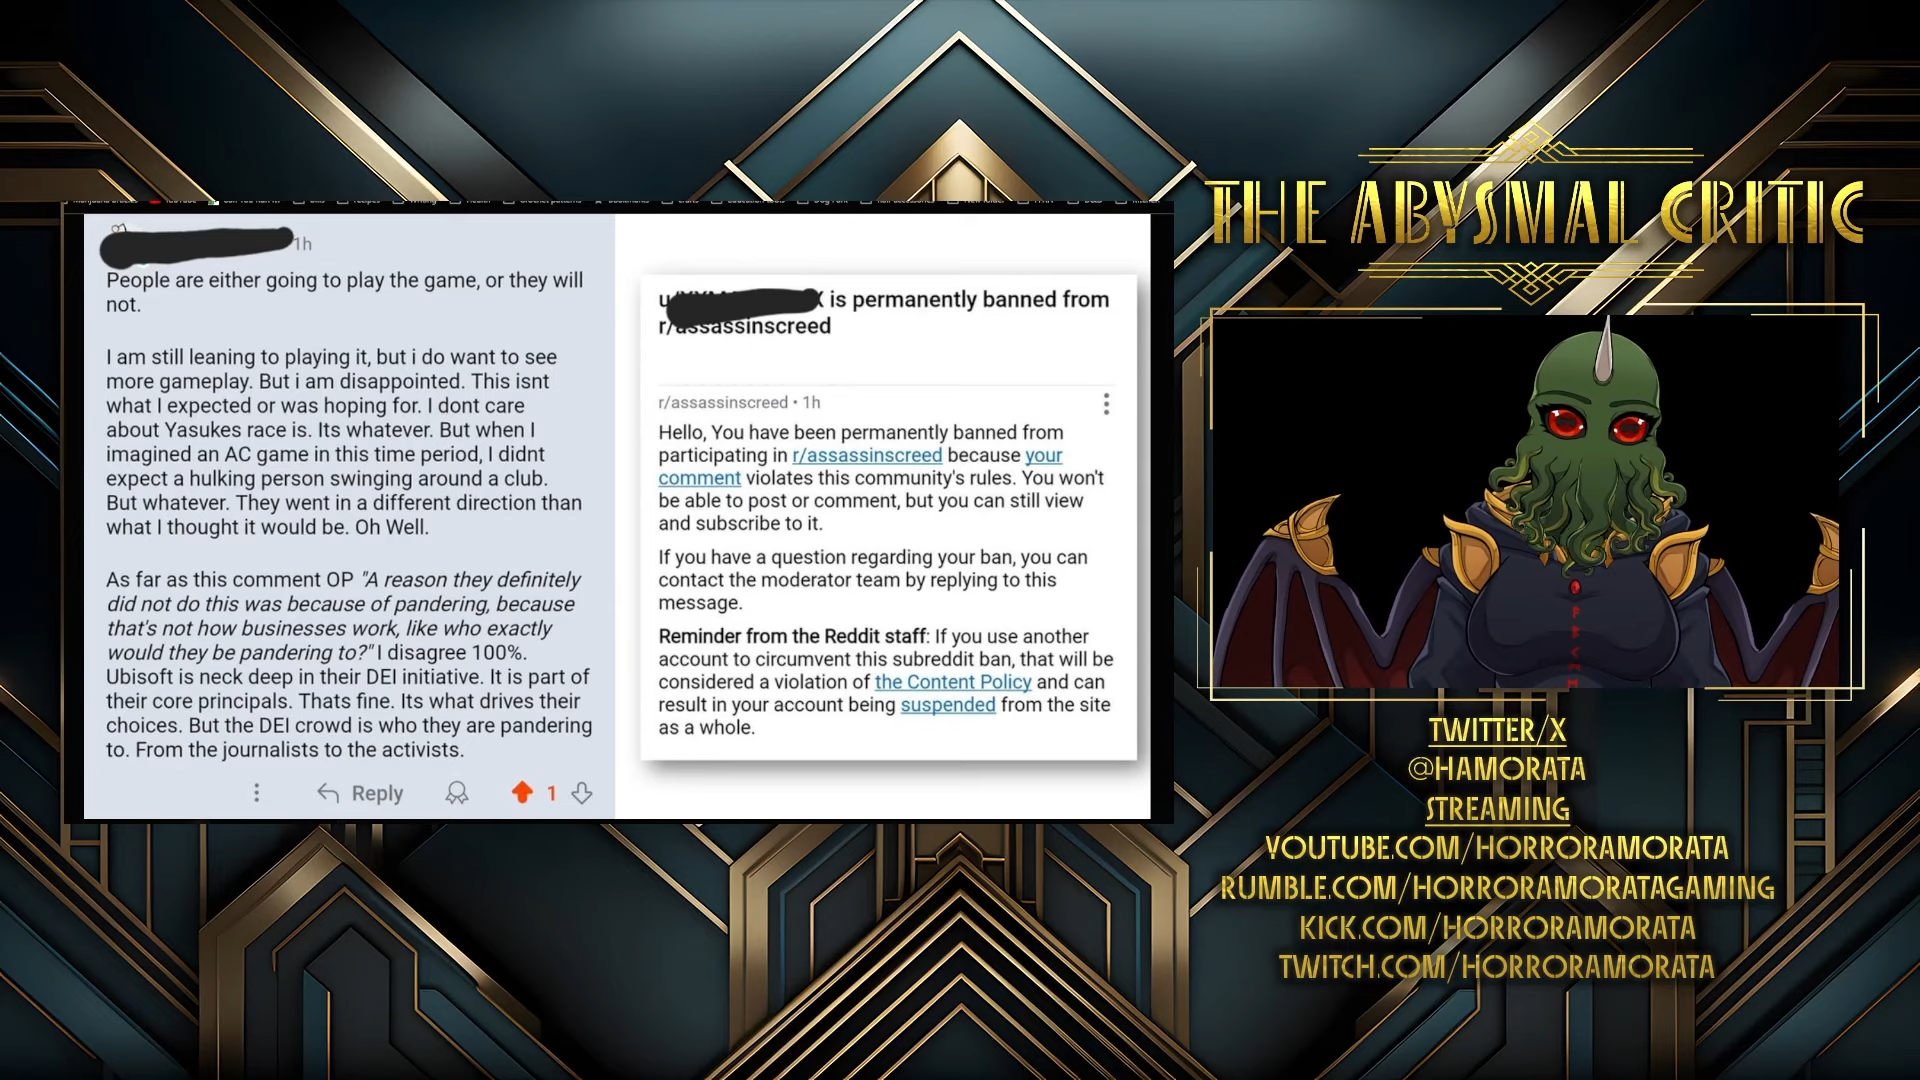 1h
People are either going to play the game, or they will
not.
I am still leaning to playing it, but i do want to see
more gameplay. But i am disappointed. This isnt
what I expected or was hoping for. I dont care
about Yasukes race is. Its whatever. But when I
imagined an AC game in this time period, I didnt
expect a hulking person swinging around a club.
But whatever. They went in a different direction than
what I thought it would be. Oh Well.
As far as this comment OP "A reason they definitely
did not do this was because of pandering, because
that's not how businesses work, like who exactly
would they be pandering to?" I disagree 100%.
Ubisoft is neck deep in their DEI initiative. It is part of
their core principals. Thats fine. Its what drives their
choices. But the DEI crowd is who they are pandering
to. From the journalists to the activists.
Reply
1
is permanently banned from
r/assassinscreed
r/assassinscreed • 1h
Hello, You have been permanently banned from
participating in r/assassinscreed because your
comment violates this community's rules. You won't
be able to post or comment, but you can still view
and subscribe to it.
If you have a question regarding your ban, you can
contact the moderator team by replying to this
message.
Reminder from the Reddit staff: If you use another
account to circumvent this subreddit ban, that will be
considered a violation of the Content Policy and can
result in your account being suspended from the site
as a whole.
THE ABYSMAL CRITIC
TWITTER/X
@HAMORATA
STREAMING
YOUTUBE.COM/HORRORAMORATA
RUMBLE.COM/HORRORAMORATAGAMING
KICK.COM/HORRORAMORATA
TWITCH.COM/HORRORAMORATA